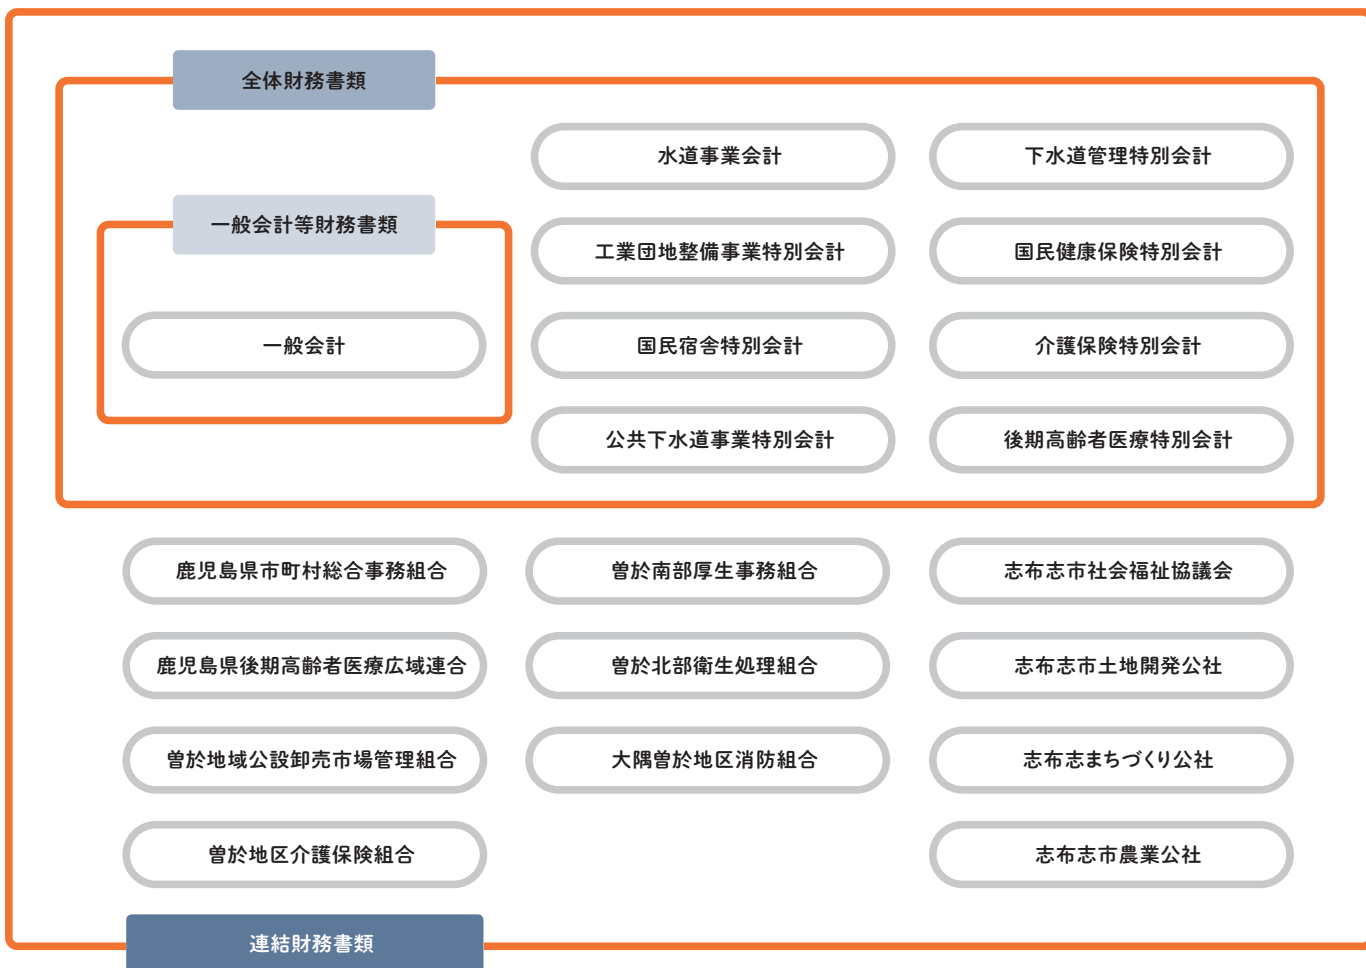 全体財務書類
水道事業会計
下水道管理特別会計
一般会計等財務書類
工業団地整備事業特別会計
国民健康保険特別会計
一般会計
国民宿舎特別会計
介護保険特別会計
公共下水道事業特別会計
後期高齢者医療特別会計
鹿児島県市町村総合事務組合
曽於南部厚生事務組合
志布志市社会福祉協議会
鹿児島県後期高齢者医療広域連合
曽於北部衛生処理組合
志布志市土地開発公社
曽於地域公設卸売市場管理組合
大隅曽於地区消防組合
志布志まちづくり公社
曽於地区介護保険組合
志布志市農業公社
連結財務書類